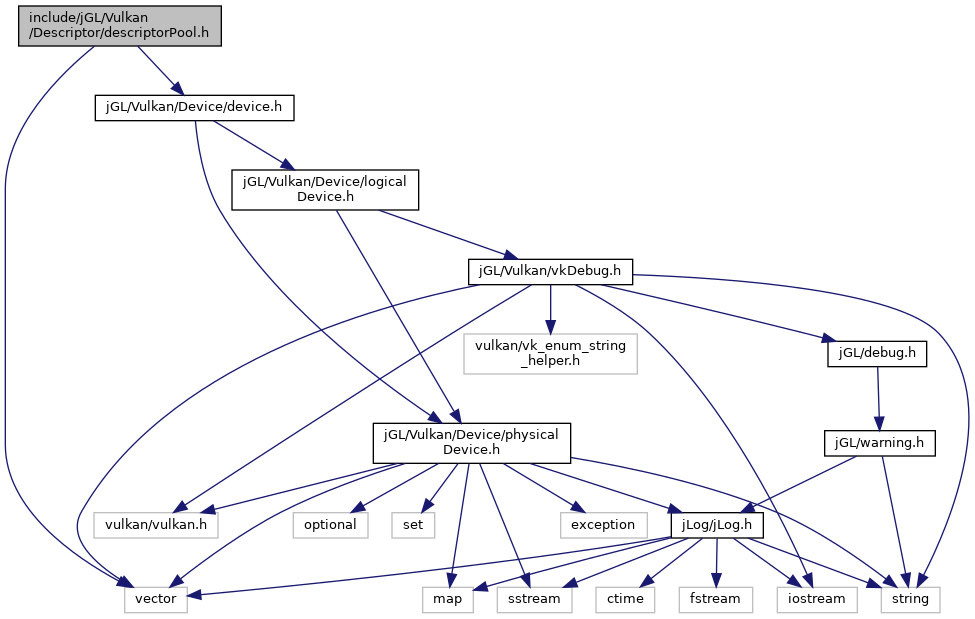 include/jGL/Vulkan
/Descriptor/descriptorPool.h
jGL/Vulkan/Device/device.h
jGL/Vulkan/Device/logical
Device.h
jGL/Vulkan/vkDebug.h
vulkan/vk_enum_string
_helper.h
jGL/debug.h
jGL/Vulkan/Device/physical
Device.h
jGL/warning.h
vulkan/vulkan.h
optional
set
exception
jLog/jLog.h
vector
map
sstream
ctime
fstream
iostream
string